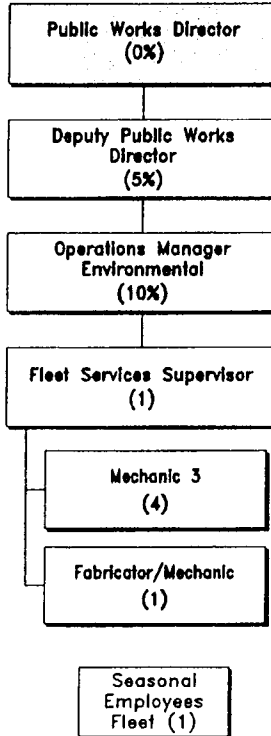 Public Works Director
(0%)
Deputy Public Works
Director
(5%)
Operations Manager
Environmental
(10%)
Fleet Services Supervisor
(1)
Mechanic 3
(4)
Fabricator/Mechanic
(1)
Seasonal
Employees
Fleet (1)